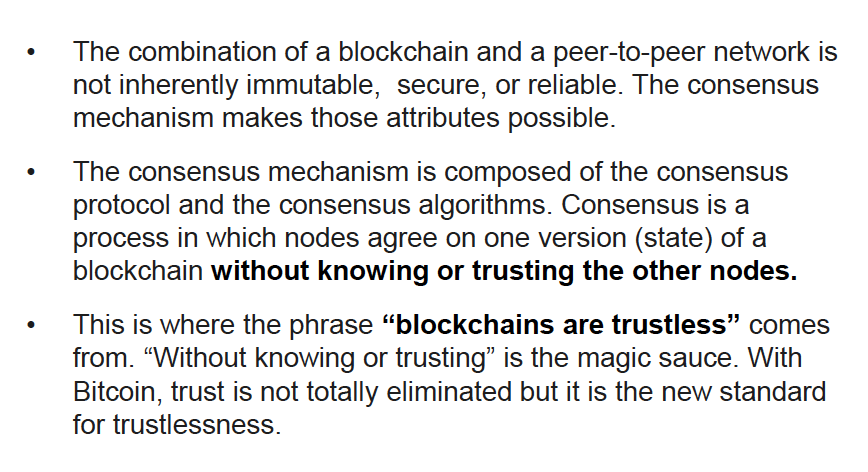 • The combination of a blockchain and a peer-to-peer network is
not inherently immutable,  secure, or reliable. The consensus
mechanism makes those attributes possible.
• The consensus mechanism is composed of the consensus
protocol and the consensus algorithms. Consensus is a
process in which nodes agree on one version (state) of a
blockchain without knowing or trusting the other nodes.
• This is where the phrase “blockchains are trustless” comes
from. “Without knowing or trusting” is the magic sauce. With
Bitcoin, trust is not totally eliminated but it is the new standard
for trustlessness.